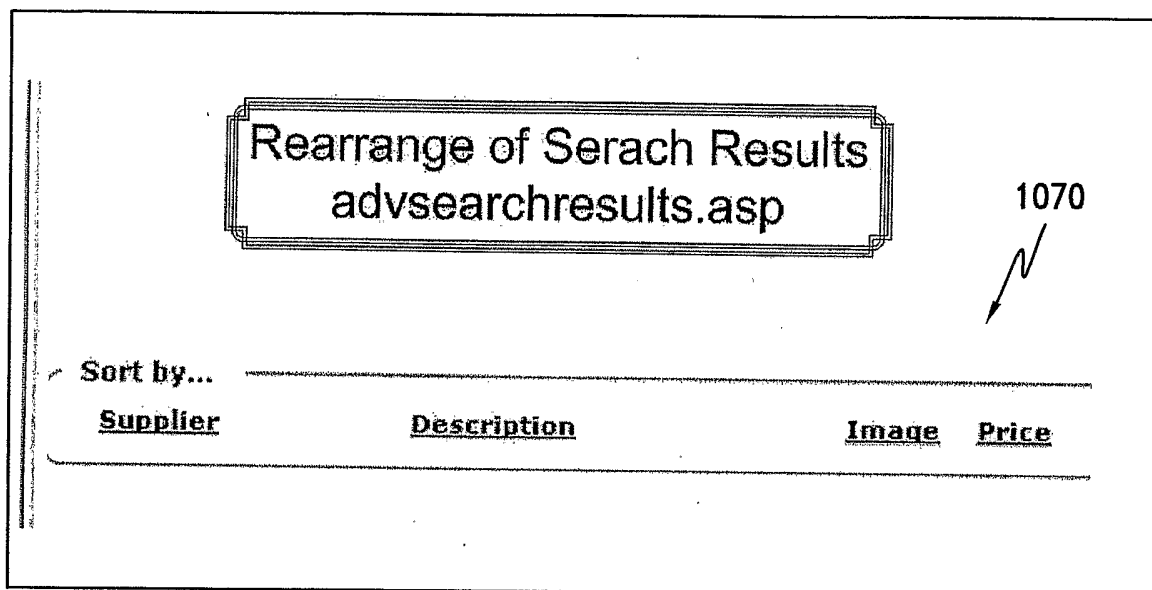 Rearrange of Serach Results
advsearchresults.asp
1070
Sort by...
Supplier Description Image Price